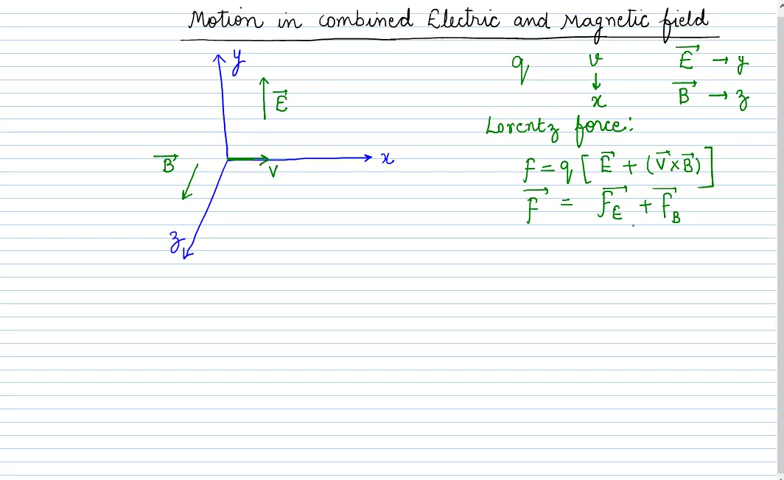 Motion in combined Electric and Magnetic field
y
E
x
v
B
z
q v E → y
↓
x B → z
Lorentz force:
F = q [ E + (V × B) ]
F = F_E + F_B